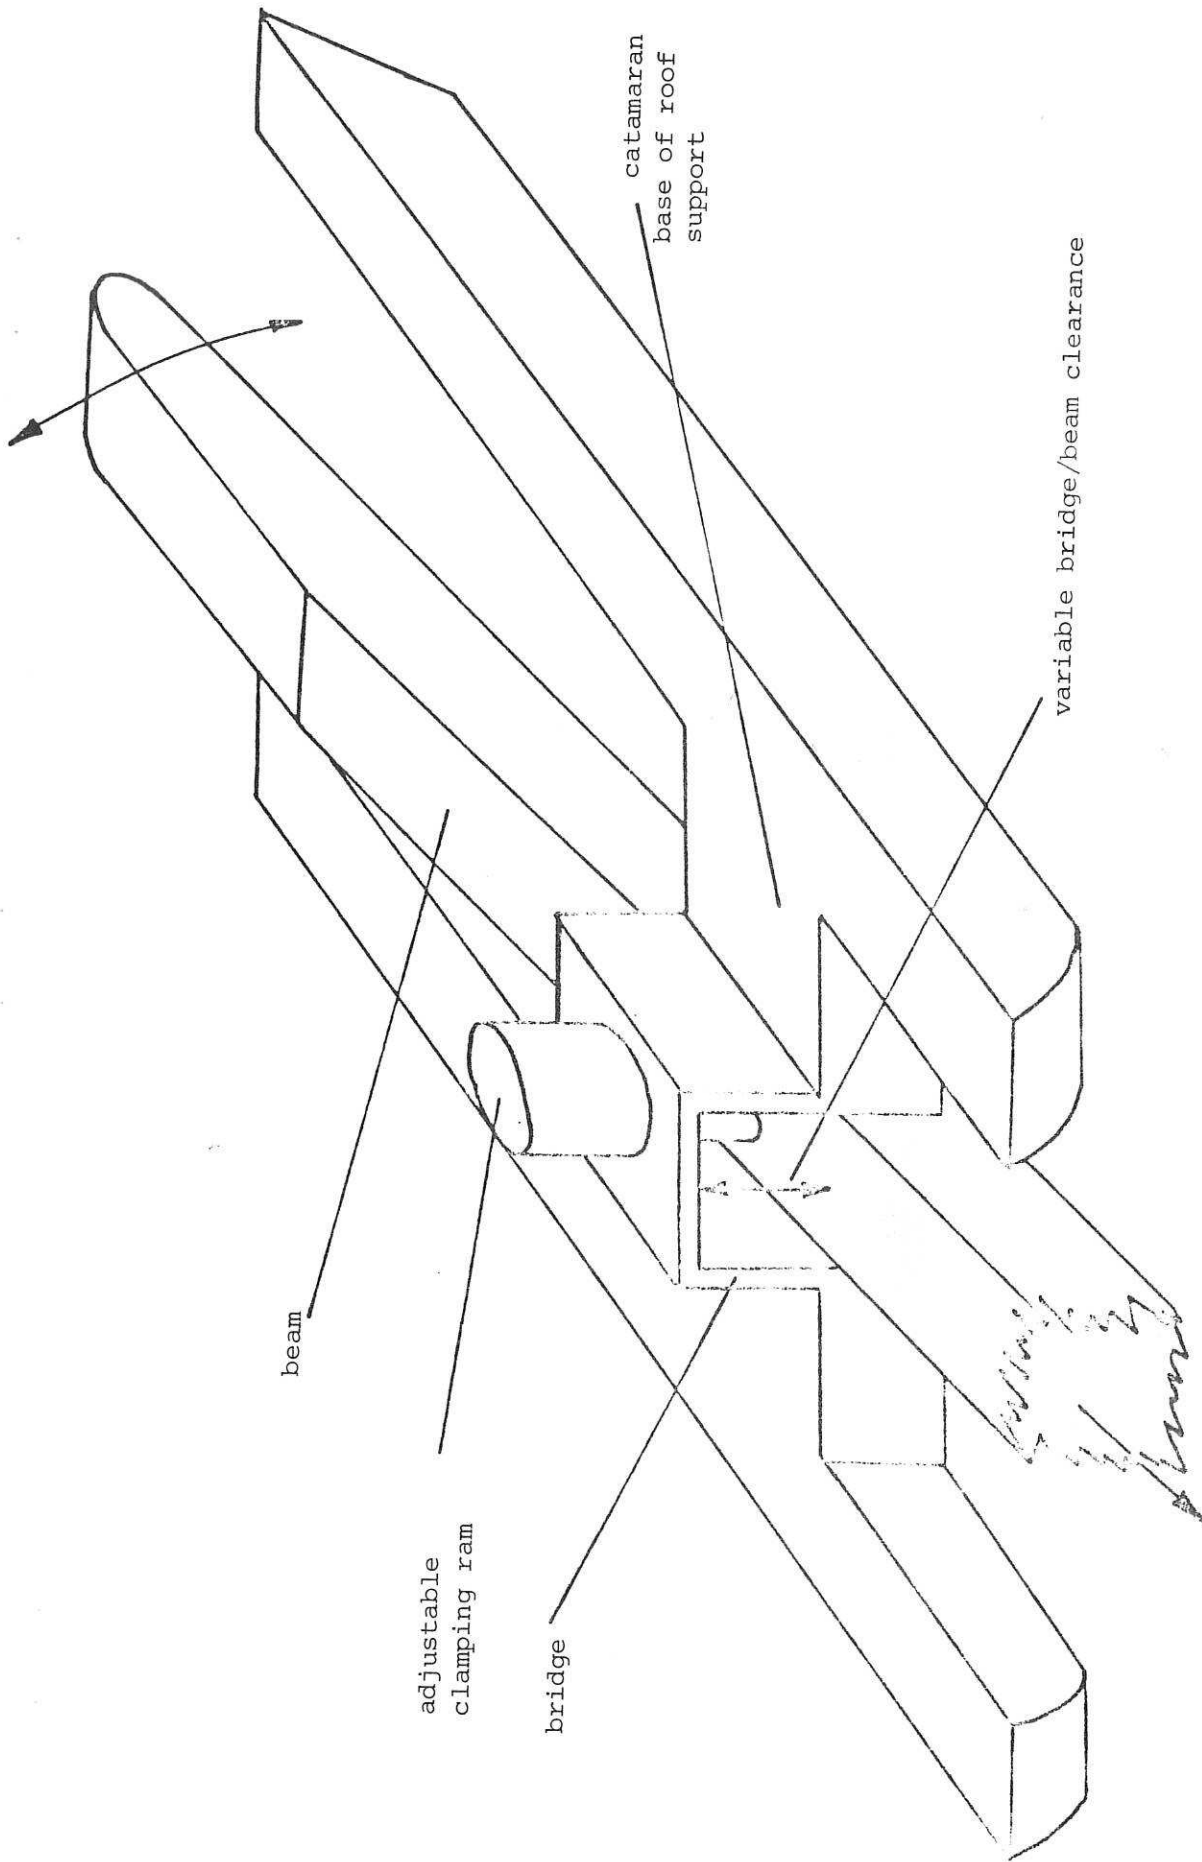 beam
adjustable
clamping ram
bridge
catamaran
base of roof
support
variable bridge/beam clearance